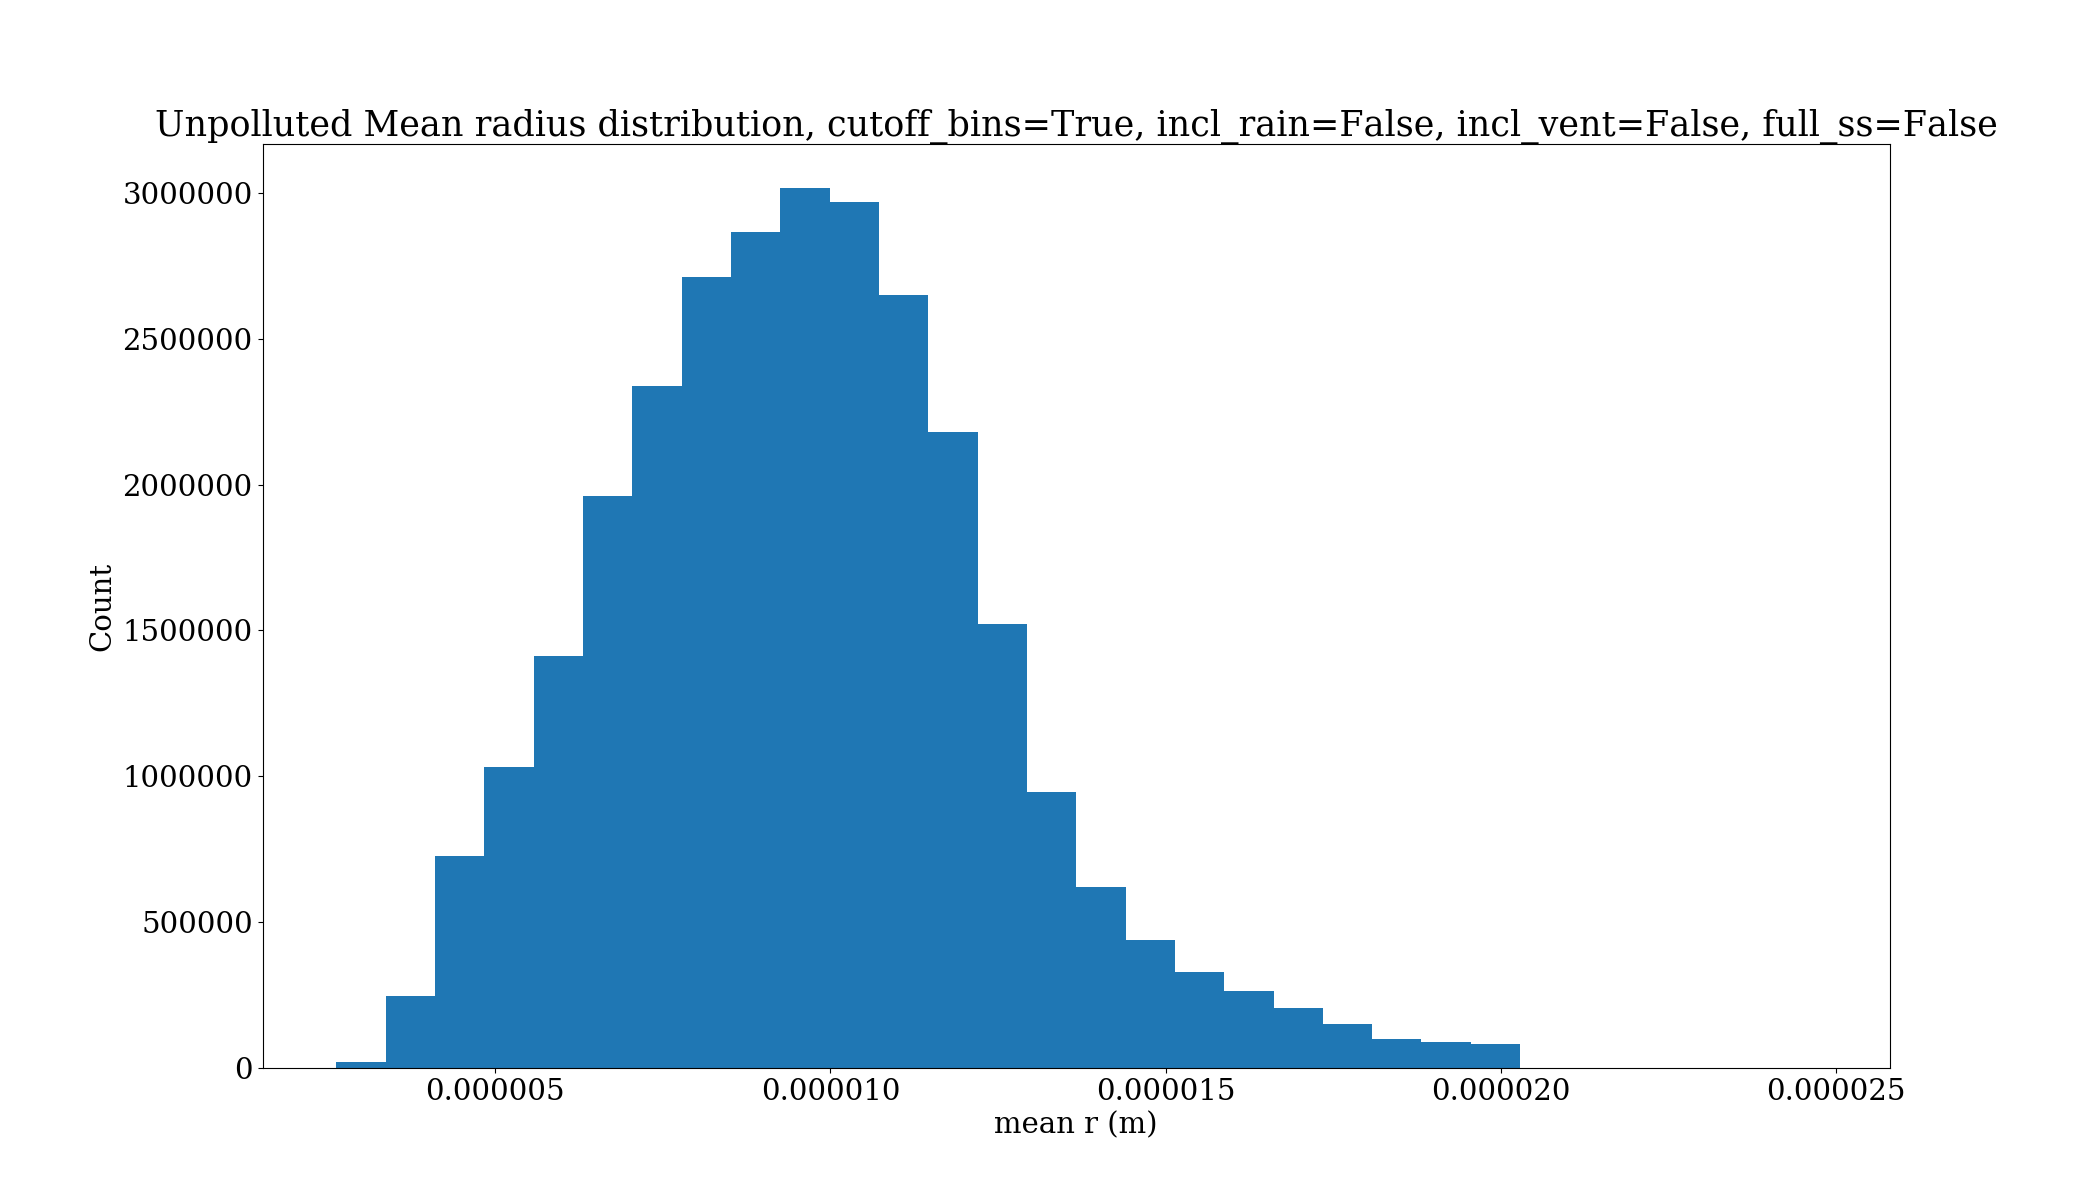 Unpolluted Mean radius distribution, cutoff_bins=True, incl_rain=False, incl_vent=False, full_ss=False
3000000
2500000
2000000
1500000
1000000
500000
0
Count
0.000005 0.000010 0.000015 0.000020 0.000025
mean r (m)